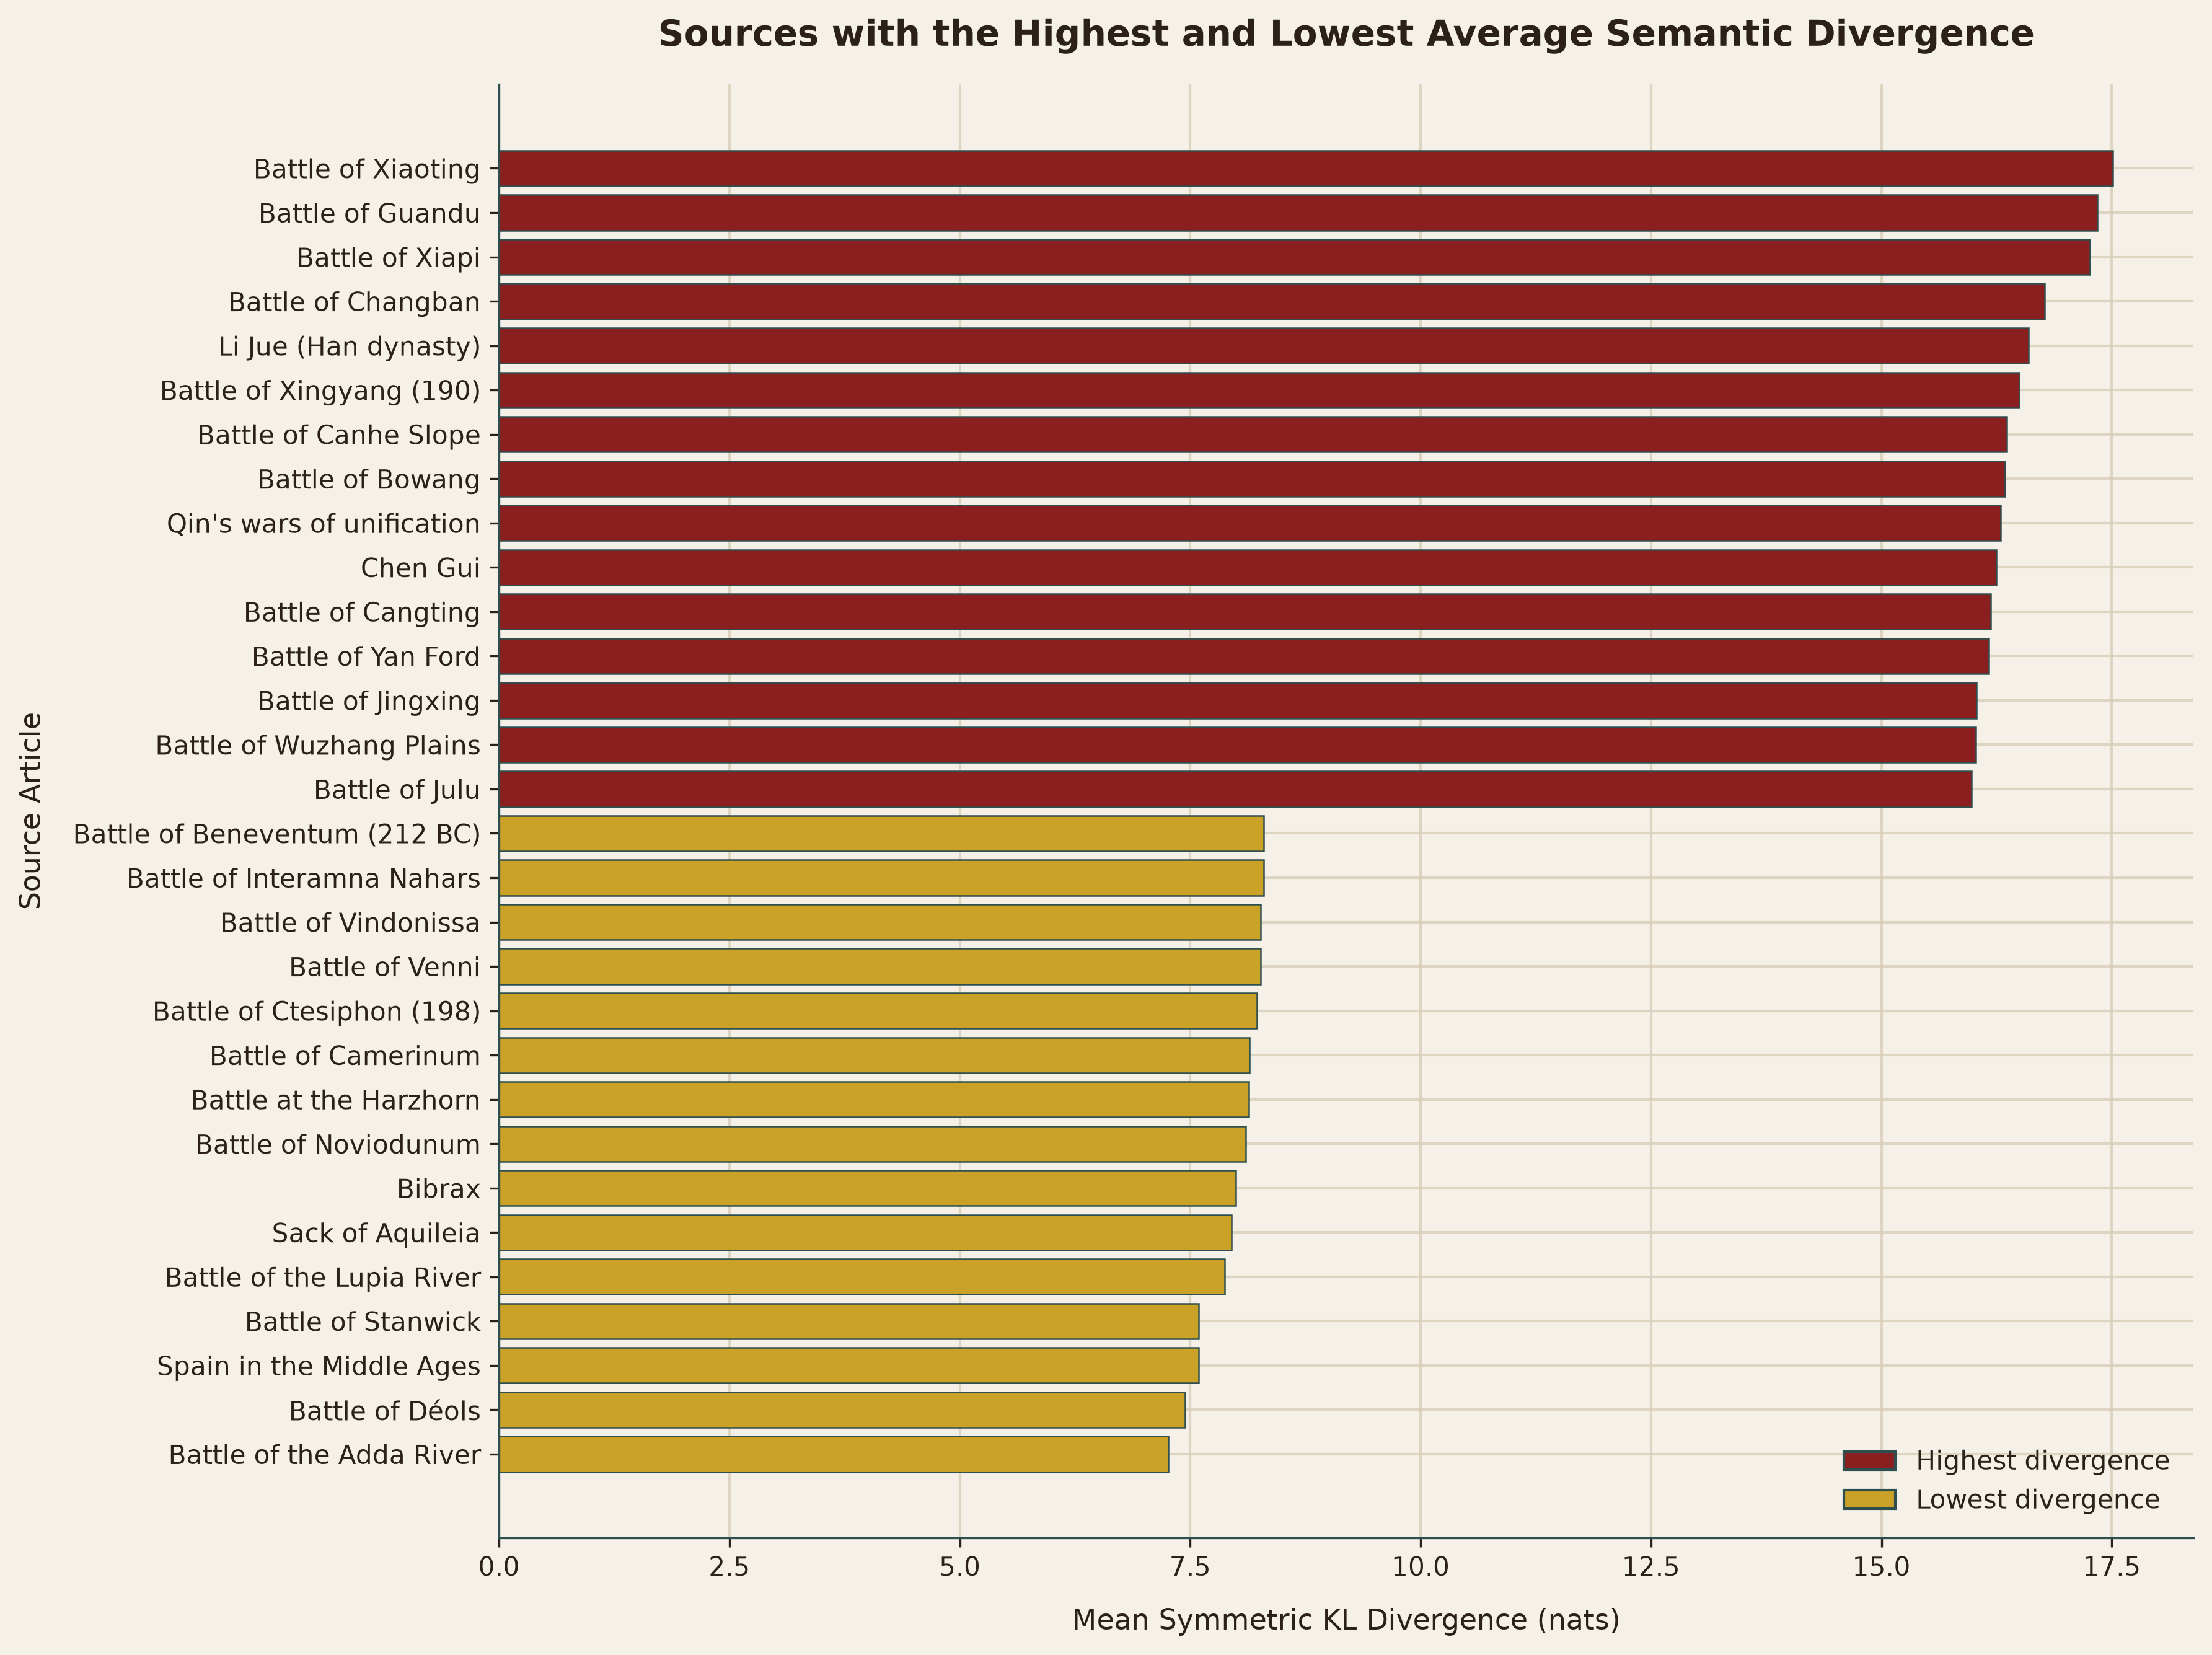 Sources with the Highest and Lowest Average Semantic Divergence
Source Article
Battle of Xiaoting
Battle of Guandu
Battle of Xiapi
Battle of Changban
Li Jue (Han dynasty)
Battle of Xingyang (190)
Battle of Canhe Slope
Battle of Bowang
Qin's wars of unification
Chen Gui
Battle of Cangting
Battle of Yan Ford
Battle of Jingxing
Battle of Wuzhang Plains
Battle of Julu
Battle of Beneventum (212 BC)
Battle of Interamna Nahars
Battle of Vindonissa
Battle of Venni
Battle of Ctesiphon (198)
Battle of Camerinum
Battle at the Harzhorn
Battle of Noviodunum
Bibrax
Sack of Aquileia
Battle of the Lupia River
Battle of Stanwick
Spain in the Middle Ages
Battle of Déols
Battle of the Adda River
Highest divergence
Lowest divergence
0.0 2.5 5.0 7.5 10.0 12.5 15.0 17.5
Mean Symmetric KL Divergence (nats)